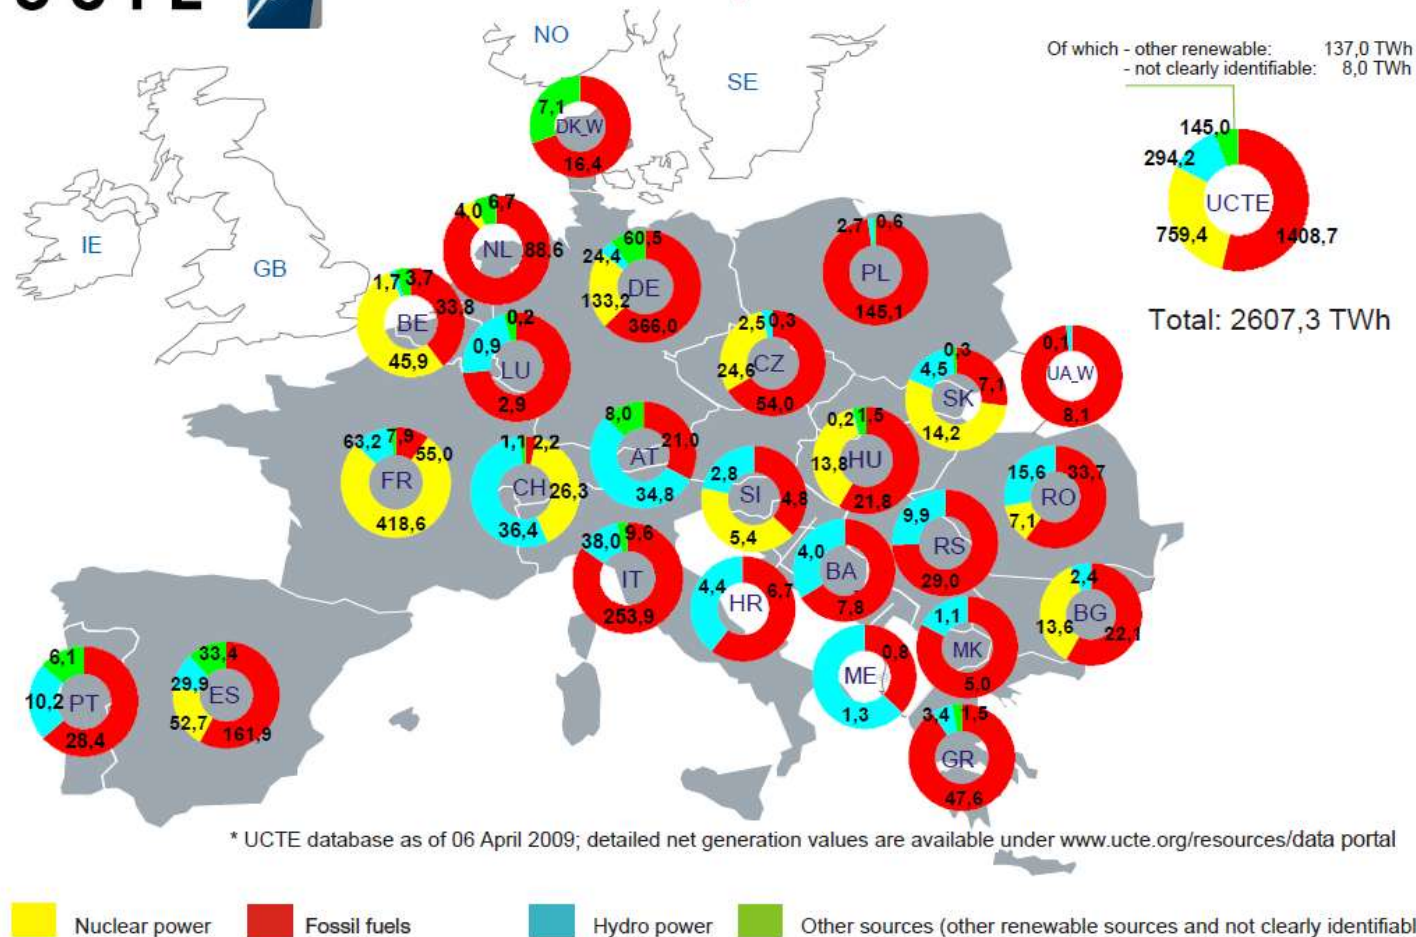 UCTE
NO
SE
Of which - other renewable: 137,0 TWh
- not clearly identifiable: 8,0 TWh
7,1
DK_W
16,4
145,0
294,2
UCTE
759,4
1408,7
Total: 2607,3 TWh
IE
GB
4,0 6,7
NL 88,6
60,5
24,4
DE
133,2
366,0
2,7 0,6
PL
145,1
1,7 3,7
33,8
BE
45,9
0,2
0,9
LU
2,9
2,5 0,3
CZ
24,6
54,0
0,3
4,5
7,1
SK
14,2
0,1
UA_W
8,1
63,2 7,9
55,0
FR
418,6
1,1 2,2
CH 26,3
36,4
8,0
21,0
AT
34,8
2,8
SI
4,8
5,4
0,2 1,5
13,8 HU
21,8
15,6 33,7
RO
7,1
9,9
RS
29,0
38,0 9,6
IT
253,9
4,4
6,7
HR
4,0
BA
7,8
2,4
BG
13,6
22,1
1,1
MK
5,0
0,8
ME
1,3
6,1
10,2 PT
28,4
33,4
29,9 ES
52,7
161,9
3,4 1,5
GR
47,6
* UCTE database as of 06 April 2009; detailed net generation values are available under www.ucte.org/resources/data portal
Nuclear power Fossil fuels Hydro power Other sources (other renewable sources and not clearly identifiabl